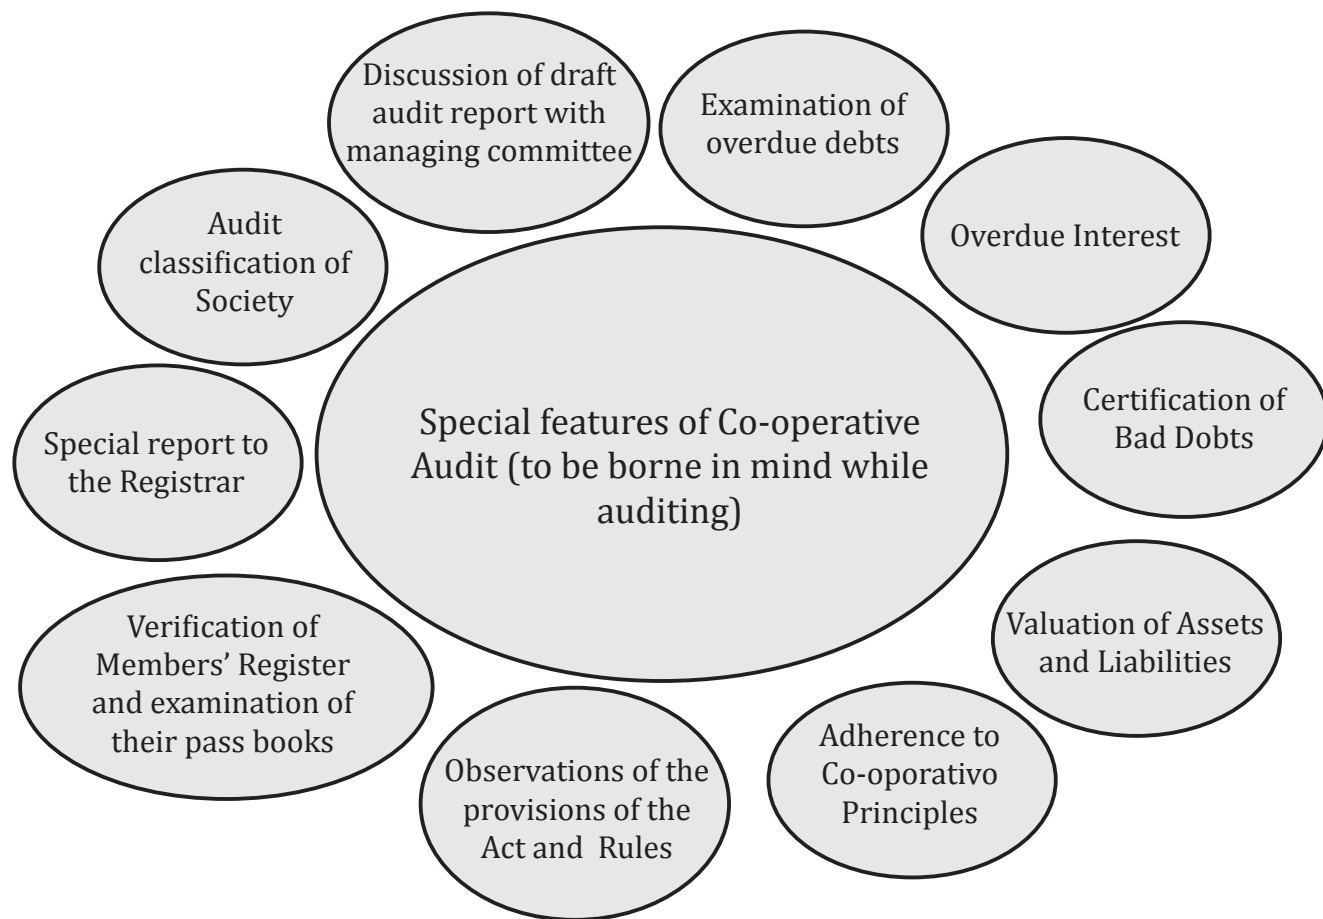 Discussion of draft
audit report with
managing committee
Examination of
overdue debts
Overdue Interest
Certification of
Bad Dobts
Valuation of Assets
and Liabilities
Adherence to
Co-oporativo
Principles
Observations of the
provisions of the
Act and Rules
Verification of
Members’ Register
and examination of
their pass books
Special report to
the Registrar
Audit
classification of
Society
Special features of Co-operative
Audit (to be borne in mind while
auditing)